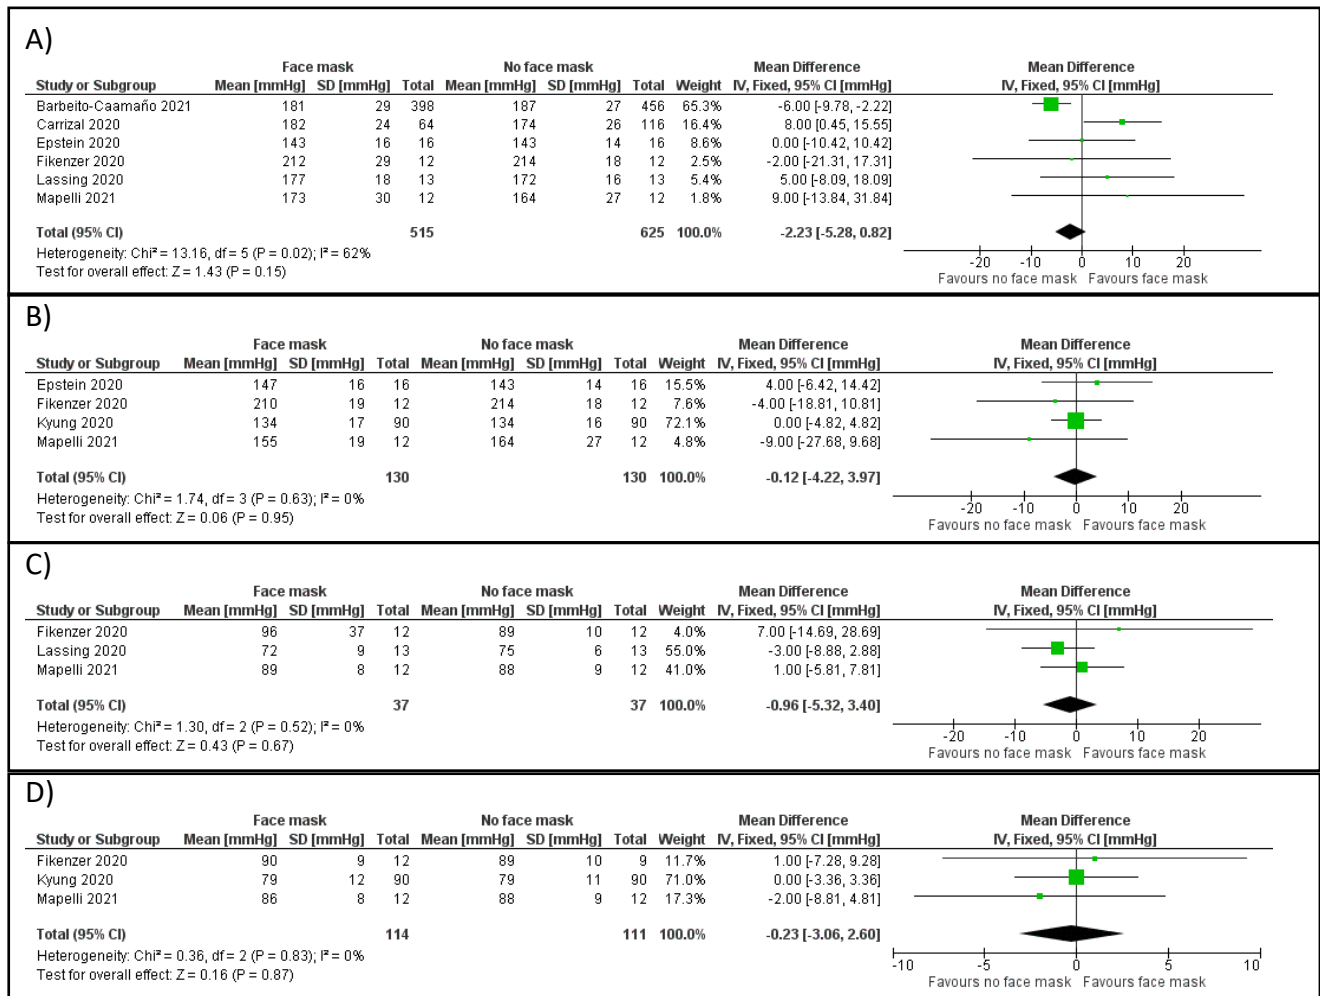 A)
Face mask No face mask Mean Difference Mean Difference
Study or Subgroup Mean [mmHg] SD [mmHg] Total Mean [mmHg] SD [mmHg] Total Weight IV, Fixed, 95% CI [mmHg] IV, Fixed, 95% CI [mmHg]
Barbeito-Caamaño 2021 181 29 398 187 27 456 65.3% -6.00 [-9.78, -2.22]
Carrizal 2020 182 24 64 174 26 116 16.4% 8.00 [0.45, 15.55]
Epstein 2020 143 16 16 143 14 16 8.6% 0.00 [-10.42, 10.42]
Fikenzer 2020 212 29 12 214 18 12 2.5% -2.00 [-21.31, 17.31]
Lassing 2020 177 18 13 172 16 13 5.4% 5.00 [-8.09, 18.09]
Mapelli 2021 173 30 12 164 27 12 1.8% 9.00 [-13.84, 31.84]
Total (95% CI) 515 625 100.0% -2.23 [-5.28, 0.82]
Heterogeneity: Chi² = 13.16, df = 5 (P = 0.02); I² = 62%
Test for overall effect: Z = 1.43 (P = 0.15)
-20 -10 0 10 20
Favours no face mask Favours face mask
B)
Face mask No face mask Mean Difference Mean Difference
Study or Subgroup Mean [mmHg] SD [mmHg] Total Mean [mmHg] SD [mmHg] Total Weight IV, Fixed, 95% CI [mmHg] IV, Fixed, 95% CI [mmHg]
Epstein 2020 147 16 16 143 14 16 15.5% 4.00 [-6.42, 14.42]
Fikenzer 2020 210 19 12 214 18 12 7.6% -4.00 [-18.81, 10.81]
Kyung 2020 134 17 90 134 16 90 72.1% 0.00 [-4.82, 4.82]
Mapelli 2021 155 19 12 164 27 12 4.8% -9.00 [-27.68, 9.68]
Total (95% CI) 130 130 100.0% -0.12 [-4.22, 3.97]
Heterogeneity: Chi² = 1.74, df = 3 (P = 0.63); I² = 0%
Test for overall effect: Z = 0.06 (P = 0.95)
-20 -10 0 10 20
Favours no face mask Favours face mask
C)
Face mask No face mask Mean Difference Mean Difference
Study or Subgroup Mean [mmHg] SD [mmHg] Total Mean [mmHg] SD [mmHg] Total Weight IV, Fixed, 95% CI [mmHg] IV, Fixed, 95% CI [mmHg]
Fikenzer 2020 96 37 12 89 10 12 4.0% 7.00 [-14.69, 28.69]
Lassing 2020 72 9 13 75 6 13 55.0% -3.00 [-8.88, 2.88]
Mapelli 2021 89 8 12 88 9 12 41.0% 1.00 [-5.81, 7.81]
Total (95% CI) 37 37 100.0% -0.96 [-5.32, 3.40]
Heterogeneity: Chi² = 1.30, df = 2 (P = 0.52); I² = 0%
Test for overall effect: Z = 0.43 (P = 0.67)
-20 -10 0 10 20
Favours no face mask Favours face mask
D)
Face mask No face mask Mean Difference Mean Difference
Study or Subgroup Mean [mmHg] SD [mmHg] Total Mean [mmHg] SD [mmHg] Total Weight IV, Fixed, 95% CI [mmHg] IV, Fixed, 95% CI [mmHg]
Fikenzer 2020 90 9 12 89 10 9 11.7% 1.00 [-7.28, 9.28]
Kyung 2020 79 12 90 79 11 90 71.0% 0.00 [-3.36, 3.36]
Mapelli 2021 86 8 12 88 9 12 17.3% -2.00 [-8.81, 4.81]
Total (95% CI) 114 111 100.0% -0.23 [-3.06, 2.60]
Heterogeneity: Chi² = 0.36, df = 2 (P = 0.83); I² = 0%
Test for overall effect: Z = 0.16 (P = 0.87)
-10 -5 0 5 10
Favours no face mask Favours face mask